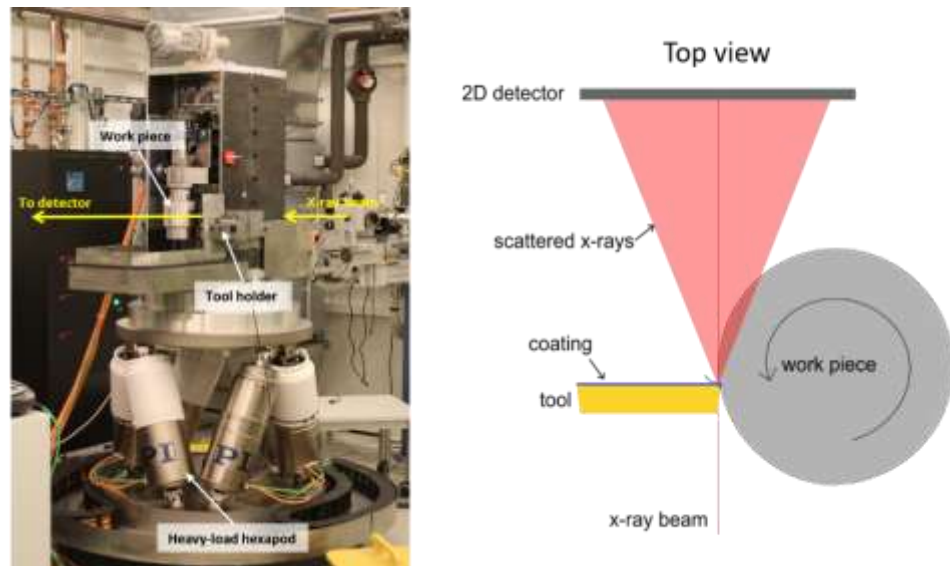 Work piece
To detector
X-ray beam
Tool holder
PI
PI
Heavy-load hexapod
Top view
2D detector
scattered x-rays
coating
tool
work piece
x-ray beam